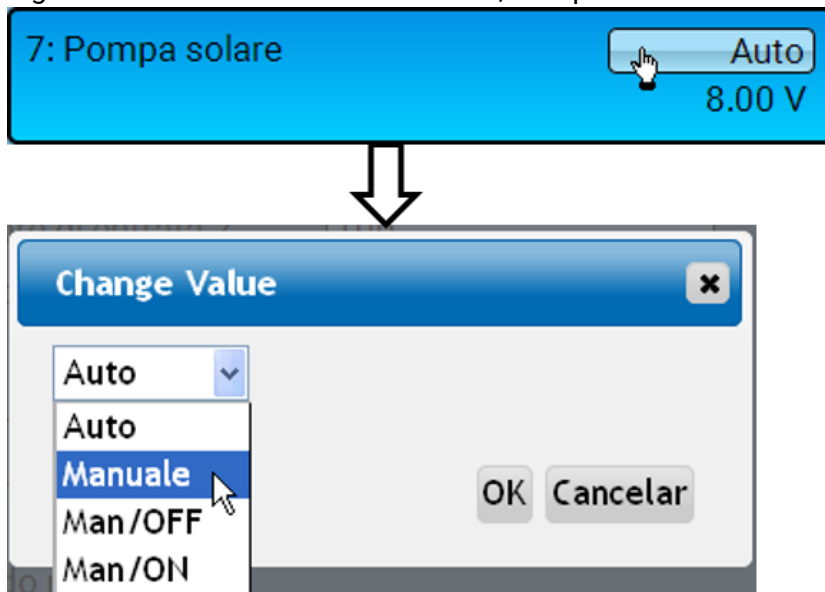 7: Pompa solare Auto
8.00 V
Change Value
Auto
Auto
Manuale
Man/OFF
Man/ON
OK Cancelar